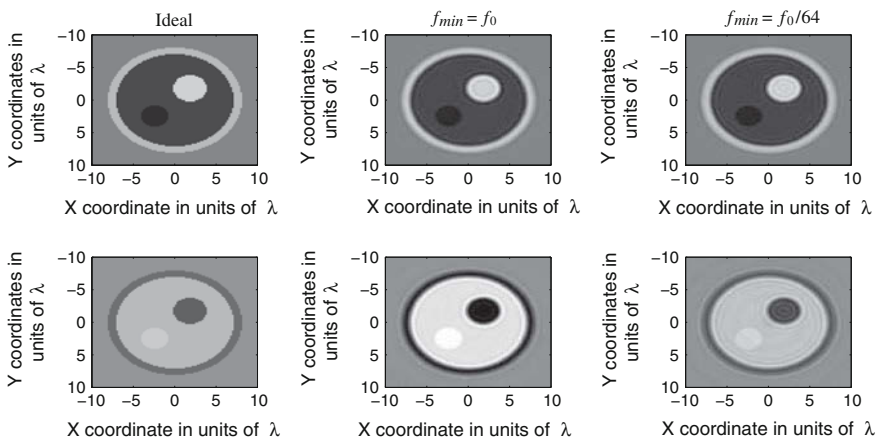 Ideal
f_min = f_0
f_min = f_0/64
Y coordinates in
units of λ
−10
−5
0
5
10
−10 −5 0 5 10
X coordinate in units of λ
Y coordinates in
units of λ
−10
−5
0
5
10
−10 −5 0 5 10
X coordinate in units of λ
Y coordinates in
units of λ
−10
−5
0
5
10
−10 −5 0 5 10
X coordinate in units of λ
Y coordinates in
units of λ
−10
−5
0
5
10
−10 −5 0 5 10
X coordinate in units of λ
Y coordinates in
units of λ
−10
−5
0
5
10
−10 −5 0 5 10
X coordinate in units of λ
Y coordinates in
units of λ
−10
−5
0
5
10
−10 −5 0 5 10
X coordinate in units of λ